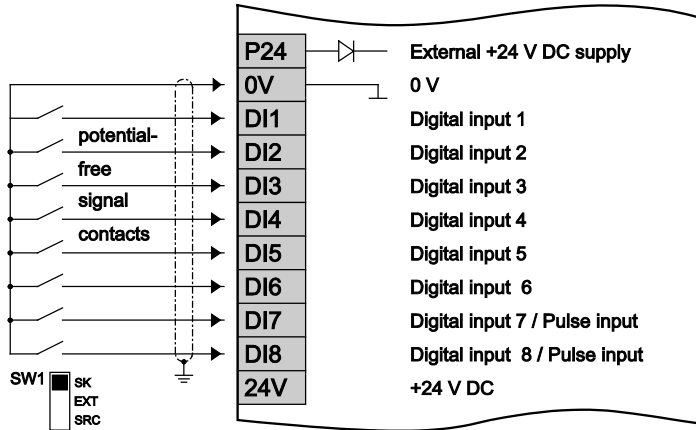 P24 External +24 V DC supply
0V 0 V
DI1 Digital input 1
potential-
DI2 Digital input 2
free
DI3 Digital input 3
signal
DI4 Digital input 4
contacts
DI5 Digital input 5
DI6 Digital input 6
DI7 Digital input 7 / Pulse input
DI8 Digital input 8 / Pulse input
24V +24 V DC
SW1 SK
EXT
SRC